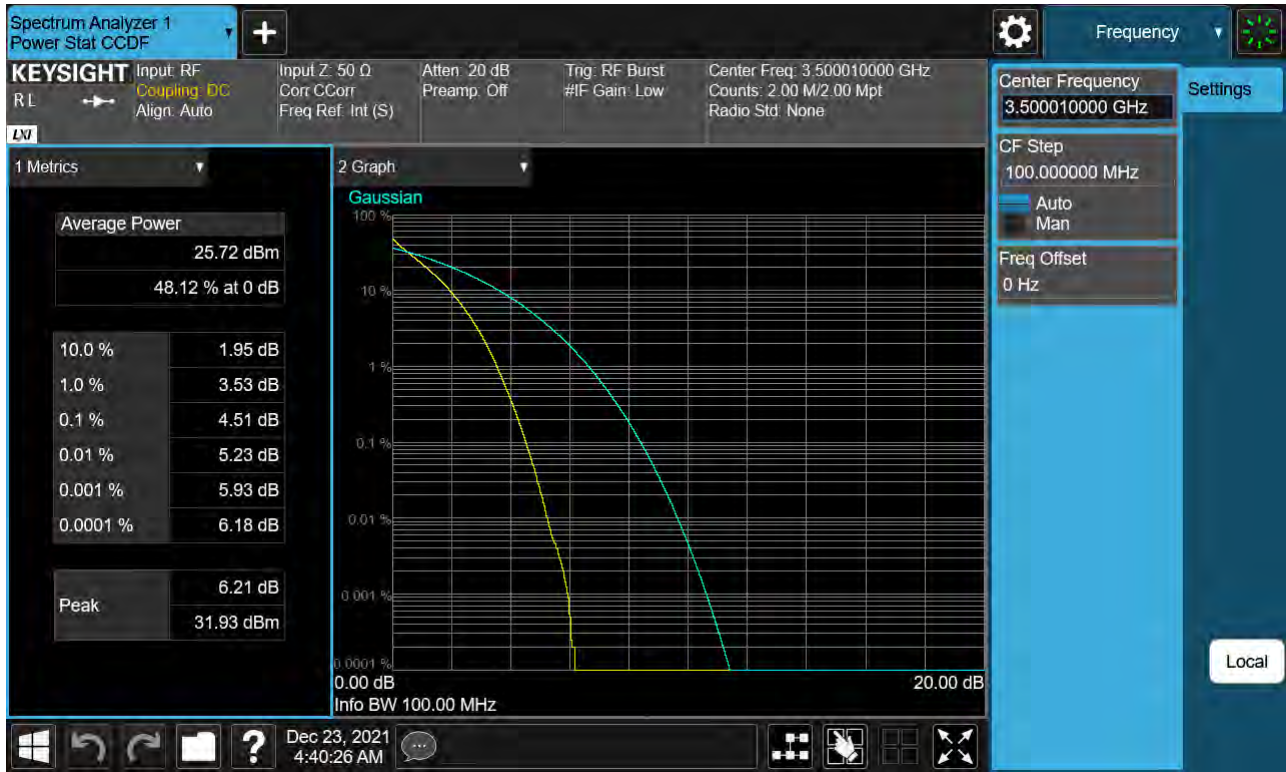 Spectrum Analyzer 1
Power Stat CCDF
+
Frequency
KEYSIGHT
RL
LXI
Input: RF
Coupling: DC
Align: Auto
Input Z: 50 Ω
Corr CCorr
Freq Ref: Int (S)
Atten: 20 dB
Preamp: Off
Trig: RF Burst
#IF Gain: Low
Center Freq: 3.500010000 GHz
Counts: 2.00 M/2.00 Mpt
Radio Std: None
1 Metrics
Average Power
25.72 dBm
48.12 % at 0 dB
10.0 % 1.95 dB
1.0 % 3.53 dB
0.1 % 4.51 dB
0.01 % 5.23 dB
0.001 % 5.93 dB
0.0001 % 6.18 dB
Peak
6.21 dB
31.93 dBm
2 Graph
Gaussian
100 %
10 %
1 %
0.1 %
0.01 %
0.001 %
0.0001 %
0.00 dB 20.00 dB
Info BW 100.00 MHz
Center Frequency
3.500010000 GHz
Settings
CF Step
100.000000 MHz
Auto
Man
Freq Offset
0 Hz
Local
?
Dec 23, 2021
4:40:26 AM